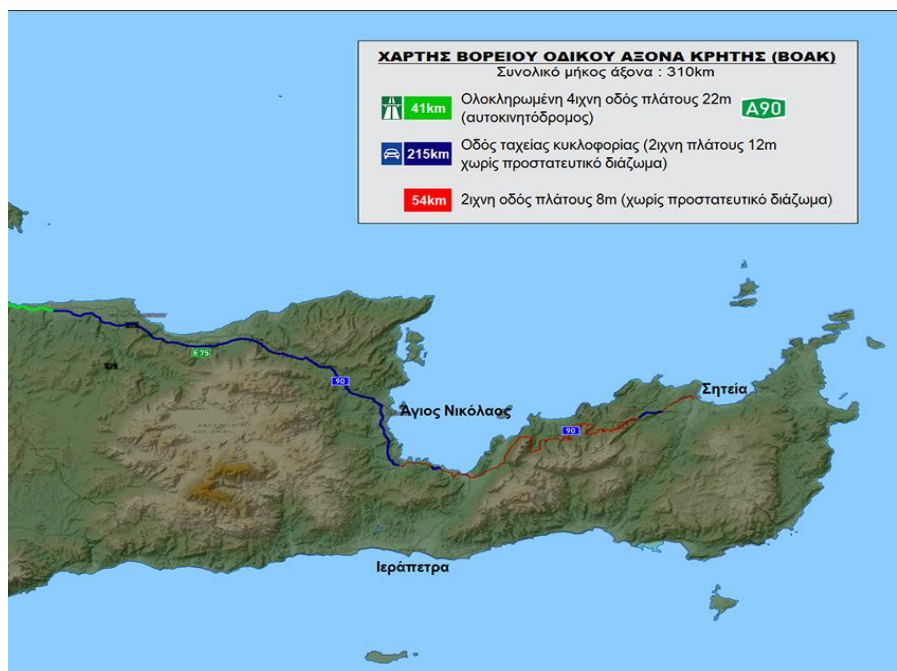 ΧΑΡΤΗΣ ΒΟΡΕΙΟΥ ΟΔΙΚΟΥ ΑΞΟΝΑ ΚΡΗΤΗΣ (ΒΟΑΚ)
Συνολικό μήκος άξονα : 310km
41km Ολοκληρωμένη 4ιχνη οδός πλάτους 22m A90
(αυτοκινητόδρομος)
215km Οδός ταχείας κυκλοφορίας (2ιχνη πλάτους 12m
χωρίς προστατευτικό διάζωμα)
54km 2ιχνη οδός πλάτους 8m (χωρίς προστατευτικό διάζωμα)
E75
90
Άγιος Νικόλαος
Σητεία
90
Ιεράπετρα